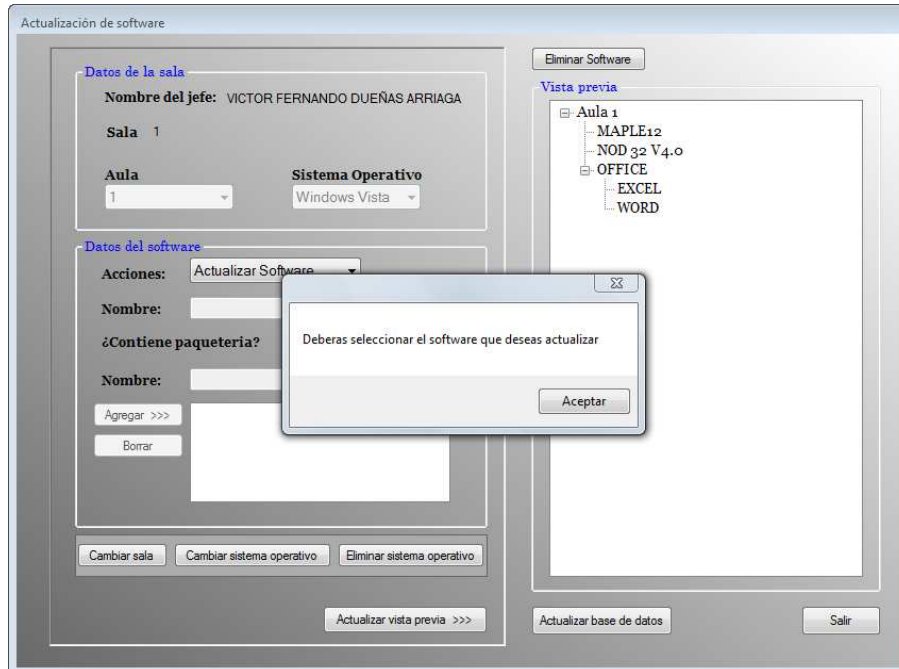 Actualización de software
Datos de la sala
Nombre del jefe: VICTOR FERNANDO DUEÑAS ARRIAGA
Sala 1
Aula Sistema Operativo
1 Windows Vista
Datos del software
Acciones: Actualizar Software
Nombre:
¿Contiene paqueteria?
Nombre:
Agregar >>>
Borrar
Cambiar sala Cambiar sistema operativo Eliminar sistema operativo
Actualizar vista previa >>>
Deberas seleccionar el software que deseas actualizar
Aceptar
Eliminar Software
Vista previa
Aula 1
MAPLE12
NOD 32 V4.0
OFFICE
EXCEL
WORD
Actualizar base de datos Salir